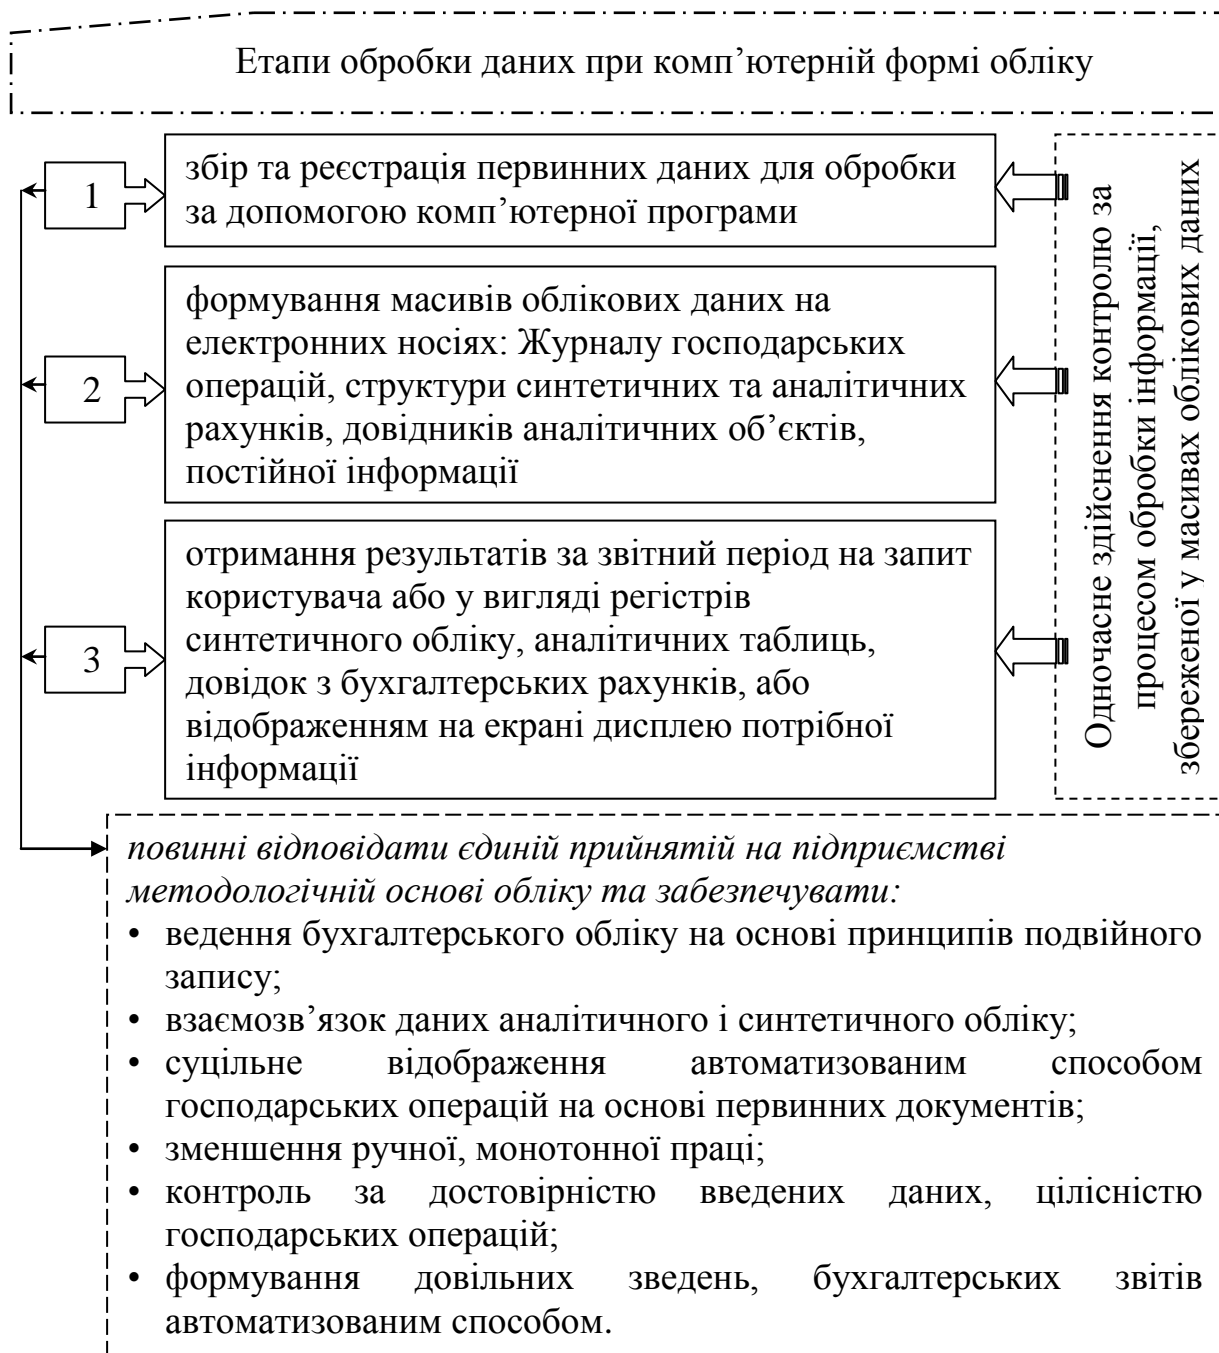 Етапи обробки даних при комп’ютерній формі обліку
1
збір та реєстрація первинних даних для обробки
за допомогою комп’ютерної програми
2
формування масивів облікових даних на
електронних носіях: Журналу господарських
операцій, структури синтетичних та аналітичних
рахунків, довідників аналітичних об’єктів,
постійної інформації
3
отримання результатів за звітний період на запит
користувача або у вигляді регістрів
синтетичного обліку, аналітичних таблиць,
довідок з бухгалтерських рахунків, або
відображенням на екрані дисплею потрібної
інформації
Одночасне здійснення контролю за
процесом обробки інформації,
збереженої у масивах облікових даних
повинні відповідати єдиній прийнятій на підприємстві
методологічній основі обліку та забезпечувати:
• ведення бухгалтерського обліку на основі принципів подвійного
запису;
• взаємозв’язок даних аналітичного і синтетичного обліку;
• суцільне відображення автоматизованим способом
господарських операцій на основі первинних документів;
• зменшення ручної, монотонної праці;
• контроль за достовірністю введених даних, цілісністю
господарських операцій;
• формування довільних зведень, бухгалтерських звітів
автоматизованим способом.